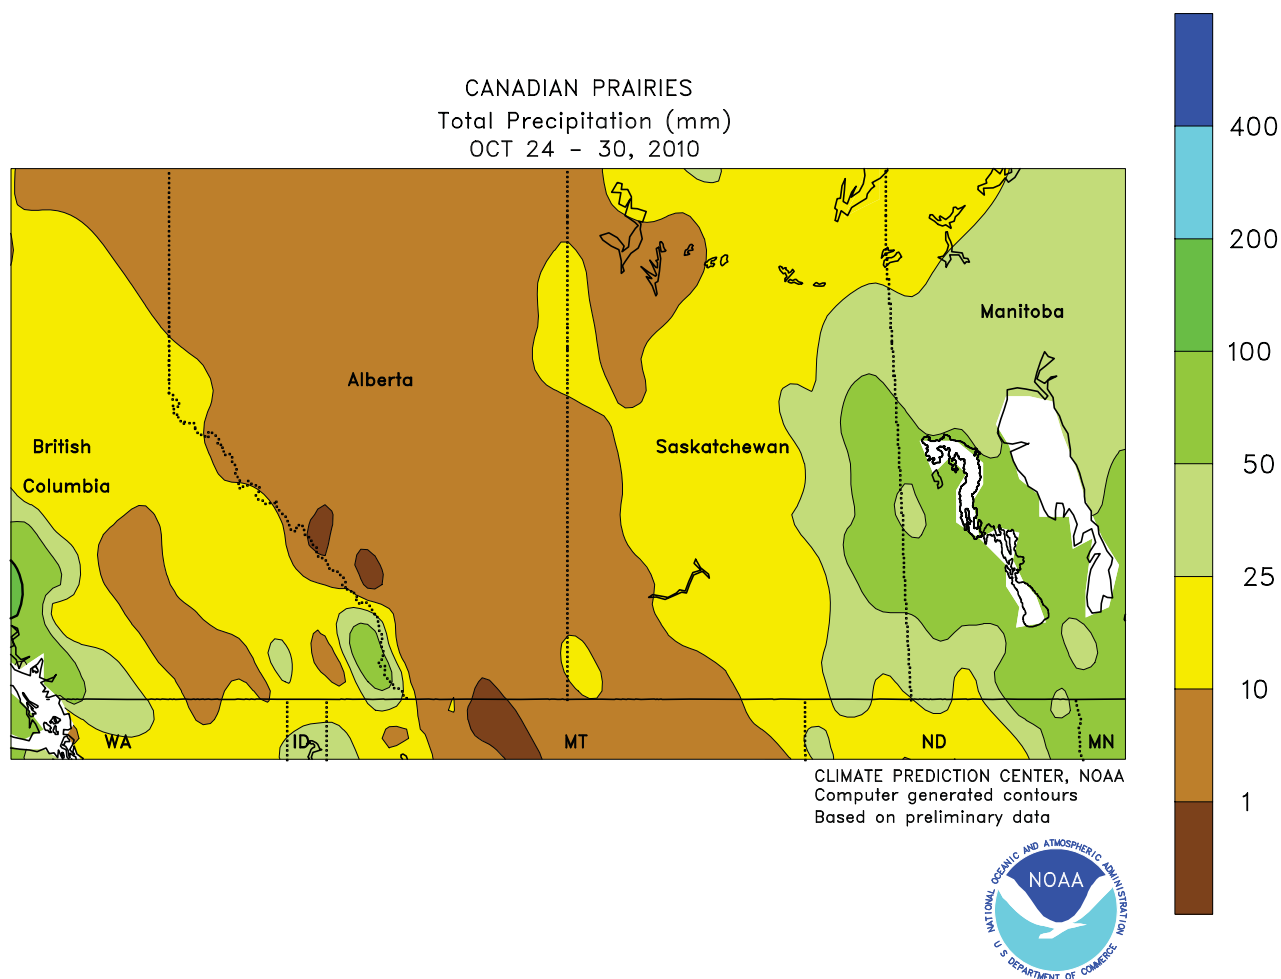 CANADIAN PRAIRIES
Total Precipitation (mm)
OCT 24 - 30, 2010
400
200
100
50
25
10
1
Manitoba
Alberta
British
Columbia
Saskatchewan
WA
ID
MT
ND
MN
CLIMATE PREDICTION CENTER, NOAA
Computer generated contours
Based on preliminary data
NATIONAL OCEANIC AND ATMOSPHERIC ADMINISTRATION
NOAA
U S DEPARTMENT OF COMMERCE